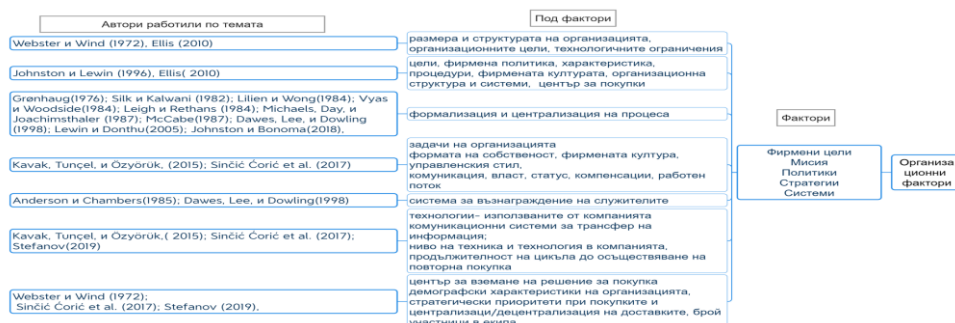 Автори работили по темата
Под фактори
Webster и Wind (1972), Ellis (2010)
размера и структурата на организацията,
организационните цели, технологичните ограничения
Johnston и Lewin (1996), Ellis( 2010)
цели, фирмена политика, характеристика,
процедури, фирмената културата, организационна
структура и системи, център за покупки
Grønhaug(1976); Silk и Kalwani (1982); Lilien и Wong(1984); Vyas
и Woodside(1984); Leigh и Rethans (1984); Michaels, Day, и
Joachimsthaler (1987); McCabe(1987); Dawes, Lee, и Dowling
(1998); Lewin и Donthu(2005); Johnston и Bonoma(2018),
формализация и централизация на процеса
Kavak, Tunçel, и Özyörük, (2015); Sinčić Ćorić et al. (2017)
задачи на организацията
формата на собственост, фирмената култура,
управленския стил,
комуникация, власт, статус, компенсации, работен
поток
Anderson и Chambers(1985); Dawes, Lee, и Dowling(1998)
система за възнаграждение на служителите
Kavak, Tunçel, и Özyörük,( 2015); Sinčić Ćorić et al. (2017);
Stefanov(2019)
технологии– използваните от компанията
комуникационни системи за трансфер на
информация;
ниво на техника и технология в компанията,
продължителност на цикъла до осъществяване на
повторна покупка
Webster и Wind (1972);
Sinčić Ćorić et al. (2017); Stefanov (2019),
център за вземане на решение за покупка
демографски характеристики на организацията,
стратегически приоритети при покупките и
централизаци/децентрализация на доставките, брой
участници в екипа
Фактори
Фирмени цели
Мисия
Политики
Стратегии
Системи
Организа
ционни
фактори